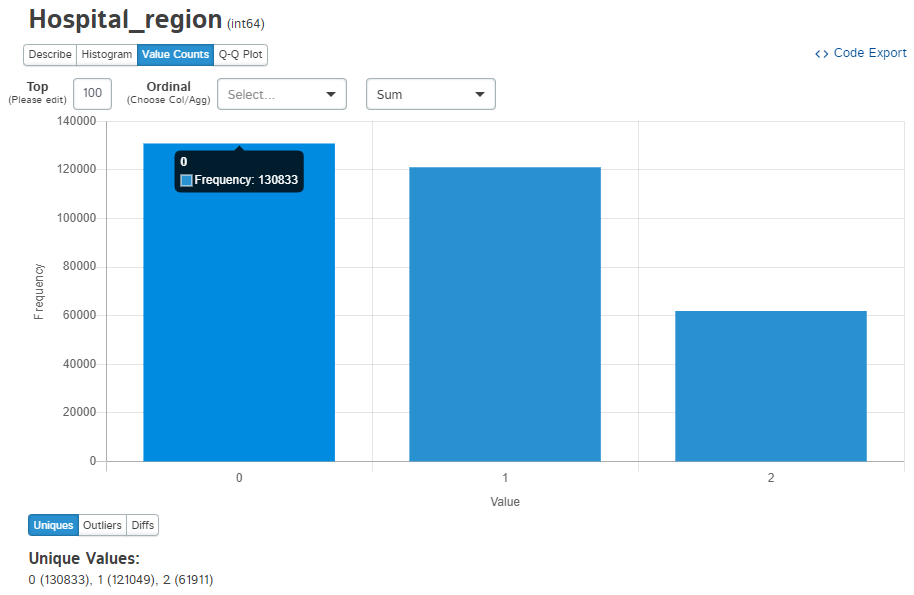 Hospital_region (int64)
Describe Histogram Value Counts Q-Q Plot
<> Code Export
Top
(Please edit)
100
Ordinal
(Choose Col/Agg)
Select...
Sum
140000
120000
100000
80000
60000
40000
20000
0
Frequency
0
Frequency: 130833
0 1 2
Value
Uniques Outliers Diffs
Unique Values:
0 (130833), 1 (121049), 2 (61911)